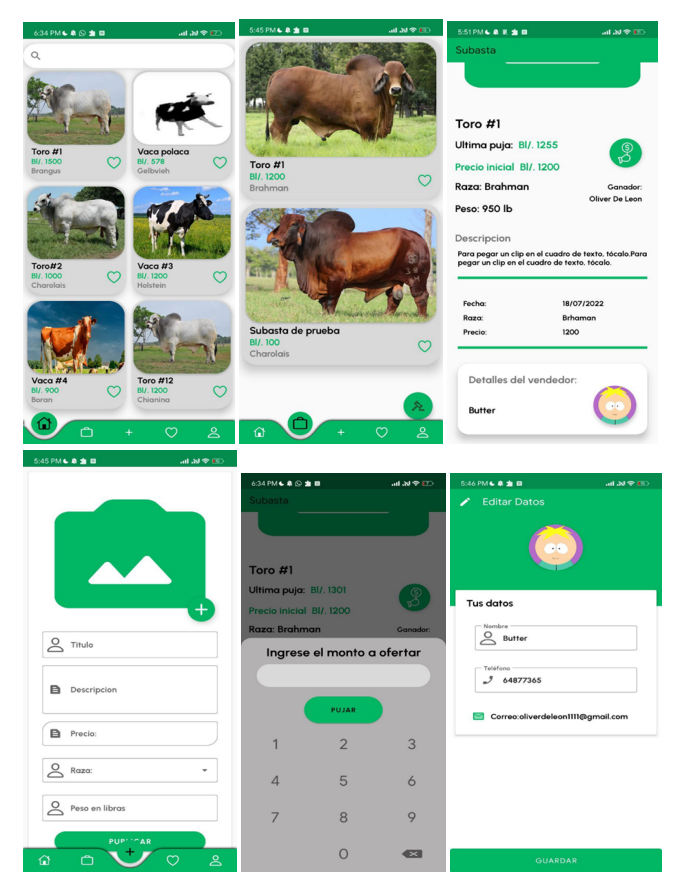 6:34 PM
Toro #1
Bl/. 1500
Brangus
Vaca polaca
Bl/. 578
Gelbvieh
Toro#2
Bl/. 1000
Charolais
Vaca #3
Bl/. 1200
Holstein
Vaca #4
Bl/. 900
Boran
Toro #12
Bl/. 1200
Chianina
5:45 PM
Toro #1
Bl/. 1200
Brahman
Subasta de prueba
Bl/. 100
Charolais
5:51 PM
Subasta
Toro #1
Ultima puja: Bl/. 1255
Precio inicial Bl/. 1200
Raza: Brahman
Ganador:
Oliver De Leon
Peso: 950 lb
Descripcion
Para pegar un clip en el cuadro de texto, tócalo.Para
pegar un clip en el cuadro de texto, tócalo.
Fecha: 18/07/2022
Raza: Brhaman
Precio: 1200
Detalles del vendedor:
Butter
5:45 PM
Titulo
Descripcion
Precio:
Raza:
Peso en libras
6:34 PM
Subasta
Toro #1
Ultima puja: Bl/. 1301
Precio inicial Bl/. 1200
Raza: Brahman
Ganador:
Ingrese el monto a ofertar
PUJAR
1 2 3
4 5 6
7 8 9
0
5:46 PM
Editar Datos
Tus datos
Nombre
Butter
Teléfono
64877365
Correo:oliverdeleon1111@gmail.com
GUARDAR